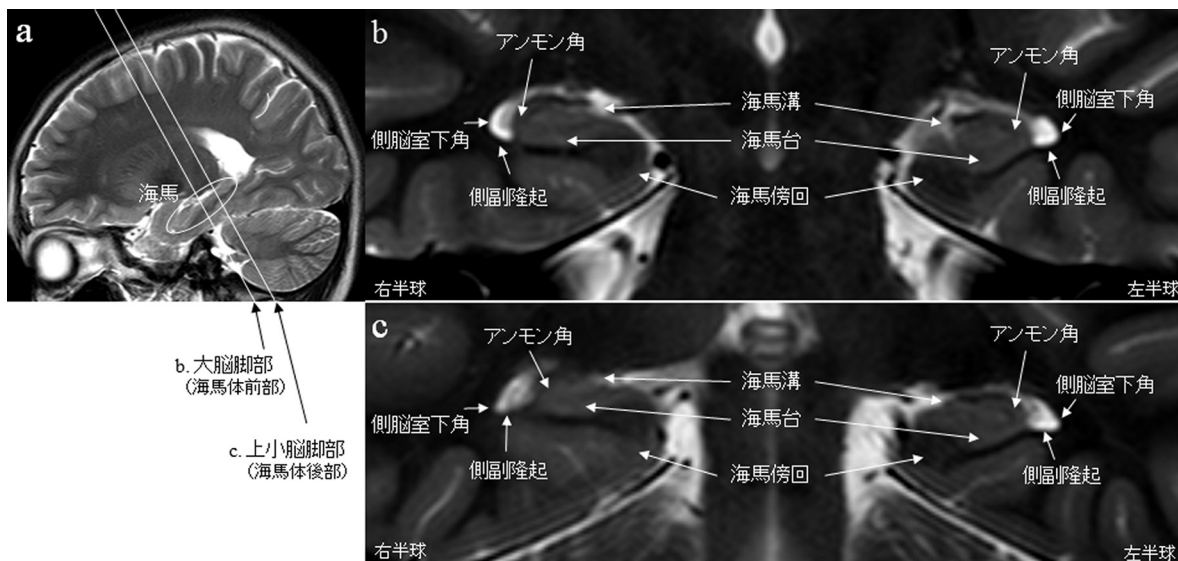 a
海馬
b. 大脳脚部
(海馬体前部)
c. 上小脳脚部
(海馬体後部)
b
アンモン角
アンモン角
側脳室下角
側副隆起
海馬溝
海馬台
海馬傍回
側脳室下角
側副隆起
右半球
左半球
c
アンモン角
アンモン角
側脳室下角
側副隆起
海馬溝
海馬台
海馬傍回
側脳室下角
側副隆起
右半球
左半球